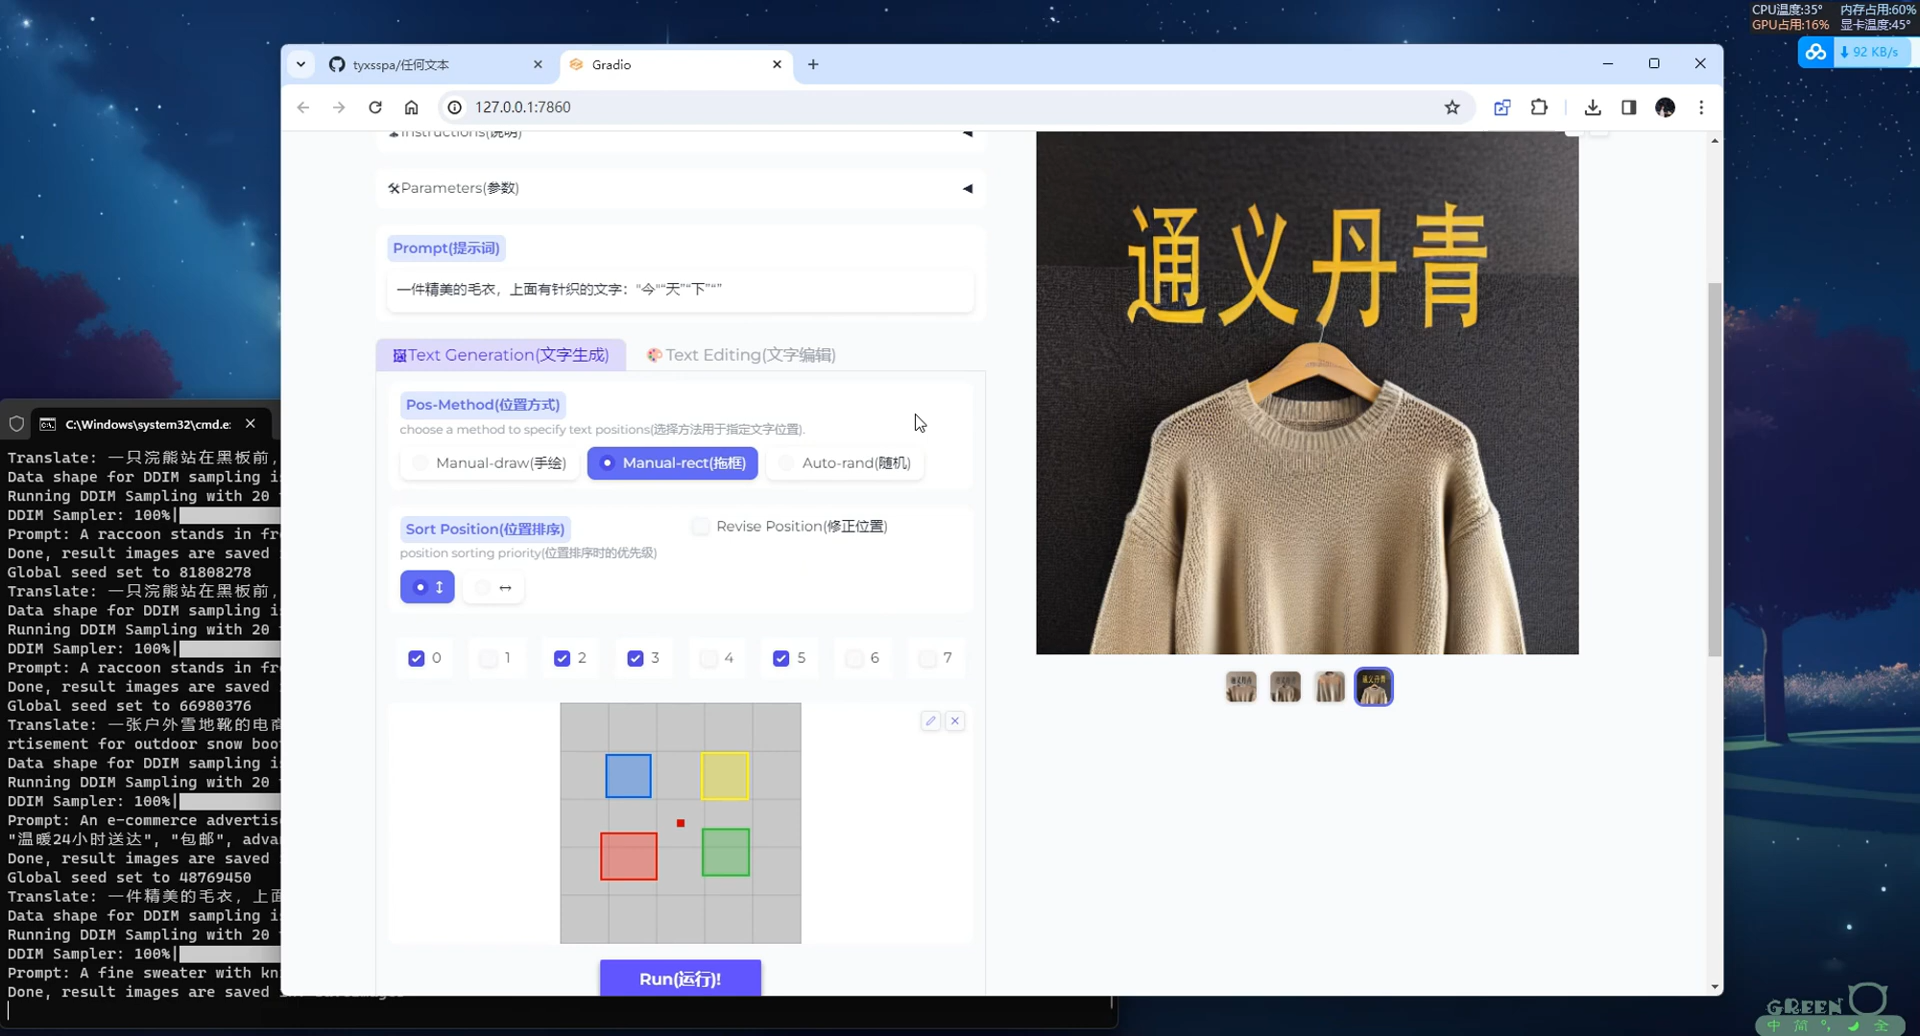 CPU温度:35° 内存占用:60%
GPU占用:16% 显卡温度:45°
92 KB/s
tyxsspa/任何文本
Gradio
127.0.0.1:7860
Instructions(说明)
Parameters(参数)
Prompt(提示词)
一件精美的毛衣，上面有针织的文字："今""天""下""“
Text Generation(文字生成)
Text Editing(文字编辑)
Pos-Method(位置方式)
choose a method to specify text positions(选择方法用于指定文字位置).
Manual-draw(手绘)
Manual-rect(拖框)
Auto-rand(随机)
Sort Position(位置排序)
Revise Position(修正位置)
position sorting priority(位置排序时的优先级)
↕
↔
0 1 2 3 4 5 6 7
Run(运行)!
通义丹青
通义丹青
C:\Windows\system32\cmd.e:
Translate: 一只浣熊站在黑板前,
Data shape for DDIM sampling i
Running DDIM Sampling with 20
DDIM Sampler: 100%|
Prompt: A raccoon stands in fr
Done, result images are saved
Global seed set to 81808278
Translate: 一只浣熊站在黑板前,
Data shape for DDIM sampling i
Running DDIM Sampling with 20
DDIM Sampler: 100%|
Prompt: A raccoon stands in fr
Done, result images are saved
Global seed set to 66980376
Translate: 一张户外雪地靴的电商
rtisement for outdoor snow boo
Data shape for DDIM sampling i
Running DDIM Sampling with 20
DDIM Sampler: 100%|
Prompt: An e-commerce advertis
"温暖24小时送达", "包邮", adva
Done, result images are saved
Global seed set to 48769450
Translate: 一件精美的毛衣, 上面
Data shape for DDIM sampling i
Running DDIM Sampling with 20
DDIM Sampler: 100%|
Prompt: A fine sweater with kn
Done, result images are saved
GREEN
中 简 °, 全